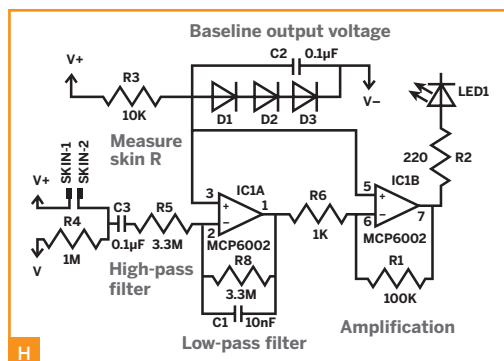 Baseline output voltage
C2 0.1µF
V+
R3
10K
D1 D2 D3
V–
LED1
Measure
skin R
SKIN-1
SKIN-2
V+
R4
1M
V
C3
0.1µF
R5
3.3M
3
+
IC1A
1
–
2
MCP6002
R6
1K
5
+
IC1B
7
–
6
MCP6002
220
R2
High-pass
filter
R8
3.3M
C1 10nF
R1
100K
Low-pass filter
Amplification
H